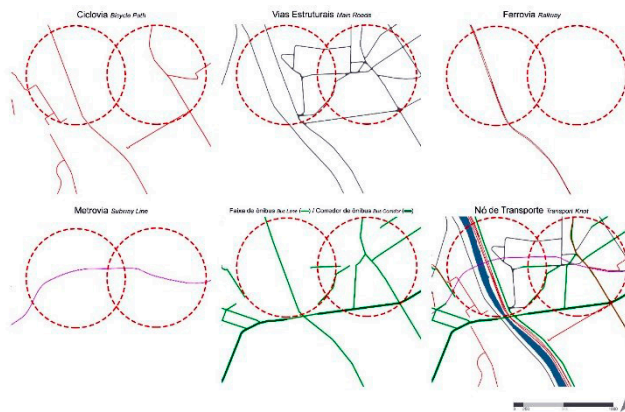 Ciclovia Bicycle Path
Vias Estruturais Main Roads
Ferrovia Railway
Metrovia Subway Line
Faixa de ônibus Bus Line (—) / Corredor de ônibus Bus Corridor (—)
Nó de Transporte Transport Knot